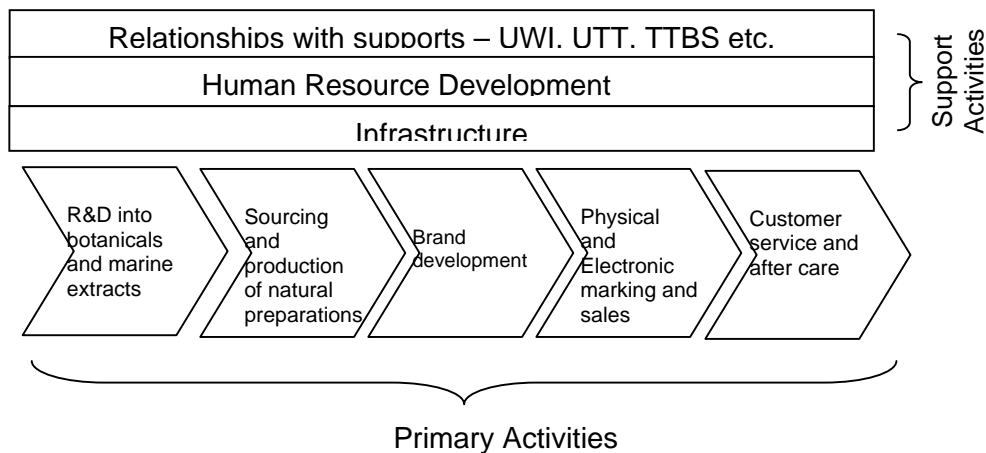 Relationships with supports – UWI, UTT, TTBS etc.
Human Resource Development
Infrastructure
Support
Activities
R&D into
botanicals
and marine
extracts
Sourcing
and
production
of natural
preparations
Brand
development
Physical
and
Electronic
marking and
sales
Customer
service and
after care
Primary Activities